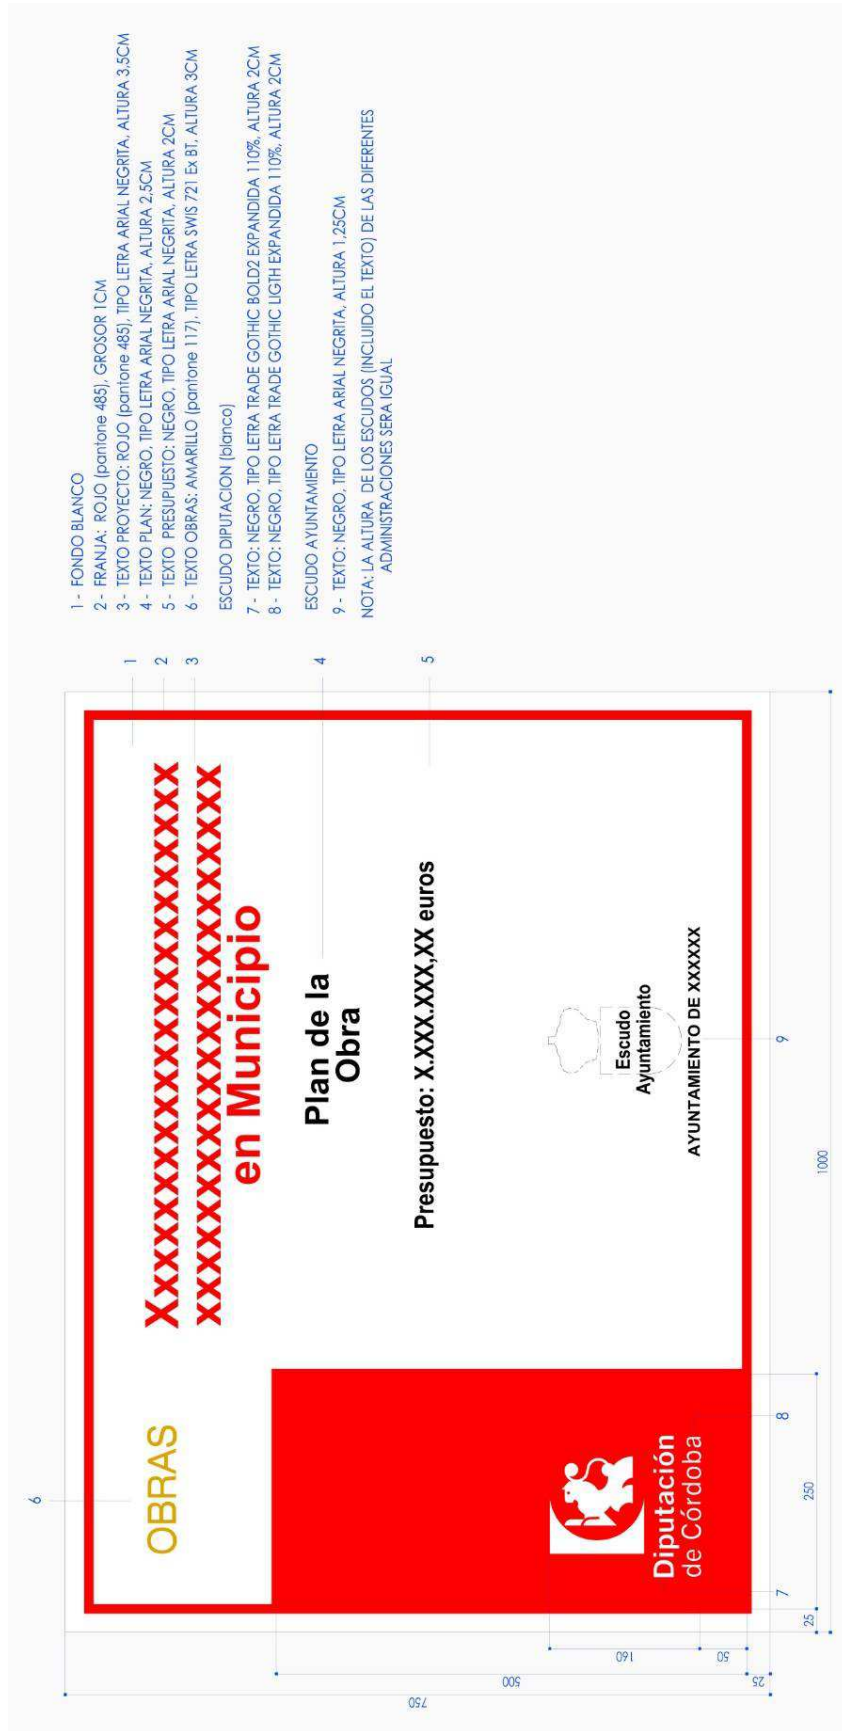 OBRAS
Xxxxxxxxxxxxxxxxxxxxxxxxx
xxxxxxxxxxxxxxxxxxxxxxxxx
en Municipio
Plan de la
Obra
Presupuesto: X.XXX.XXX,XX euros
Escudo
Ayuntamiento
AYUNTAMIENTO DE XXXXXX
Diputación
de Córdoba
1
2
3
4
5
6
7
8
9
750
500
160
50
25
25
250
1000
1 - FONDO BLANCO
2 - FRANJA: ROJO (pantone 485), GROSOR 1CM
3 - TEXTO PROYECTO: ROJO (pantone 485), TIPO LETRA ARIAL NEGRITA, ALTURA 3,5CM
4 - TEXTO PLAN: NEGRO, TIPO LETRA ARIAL NEGRITA, ALTURA 2,5CM
5 - TEXTO PRESUPUESTO: NEGRO, TIPO LETRA ARIAL NEGRITA, ALTURA 2CM
6 - TEXTO OBRAS: AMARILLO (pantone 117), TIPO LETRA SWIS 721 Ex BT, ALTURA 3CM
ESCUDO DIPUTACION (blanco)
7 - TEXTO: NEGRO, TIPO LETRA TRADE GOTHIC BOLD2 EXPANDIDA 110%, ALTURA 2CM
8 - TEXTO: NEGRO, TIPO LETRA TRADE GOTHIC LIGTH EXPANDIDA 110%, ALTURA 2CM
ESCUDO AYUNTAMIENTO
9 - TEXTO: NEGRO, TIPO LETRA ARIAL NEGRITA, ALTURA 1,25CM
NOTA: LA ALTURA DE LOS ESCUDOS (INCLUIDO EL TEXTO) DE LAS DIFERENTES
ADMINISTRACIONES SERA IGUAL